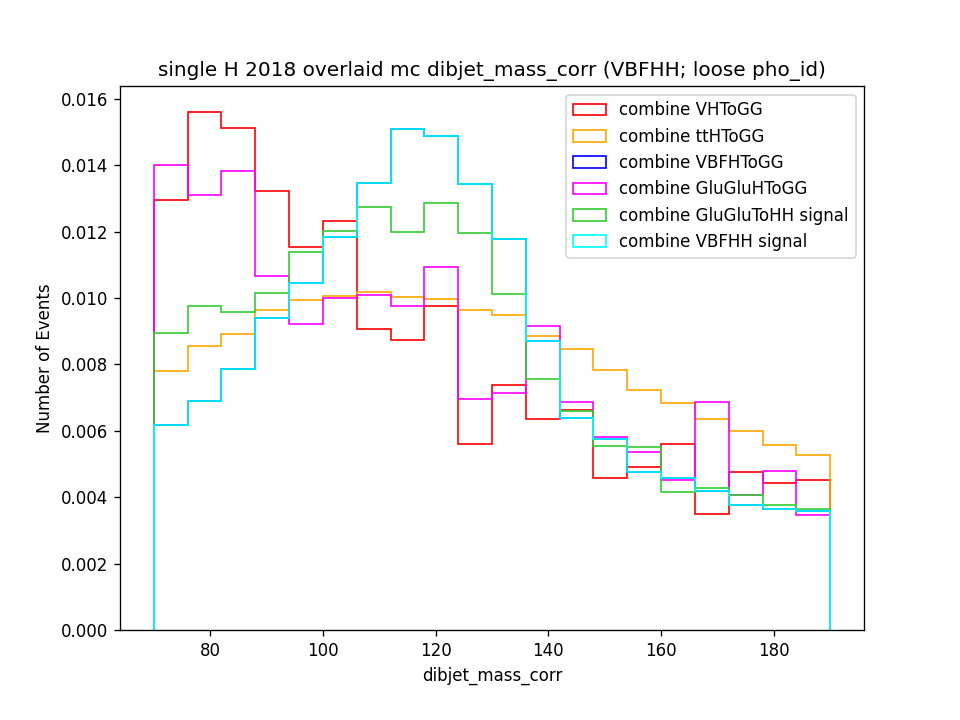 single H 2018 overlaid mc dibjet_mass_corr (VBFHH; loose pho_id)
combine VHToGG
combine ttHToGG
combine VBFHToGG
combine GluGluHToGG
combine GluGluToHH signal
combine VBFHH signal
Number of Events
0.016
0.014
0.012
0.010
0.008
0.006
0.004
0.002
0.000
80 100 120 140 160 180
dibjet_mass_corr